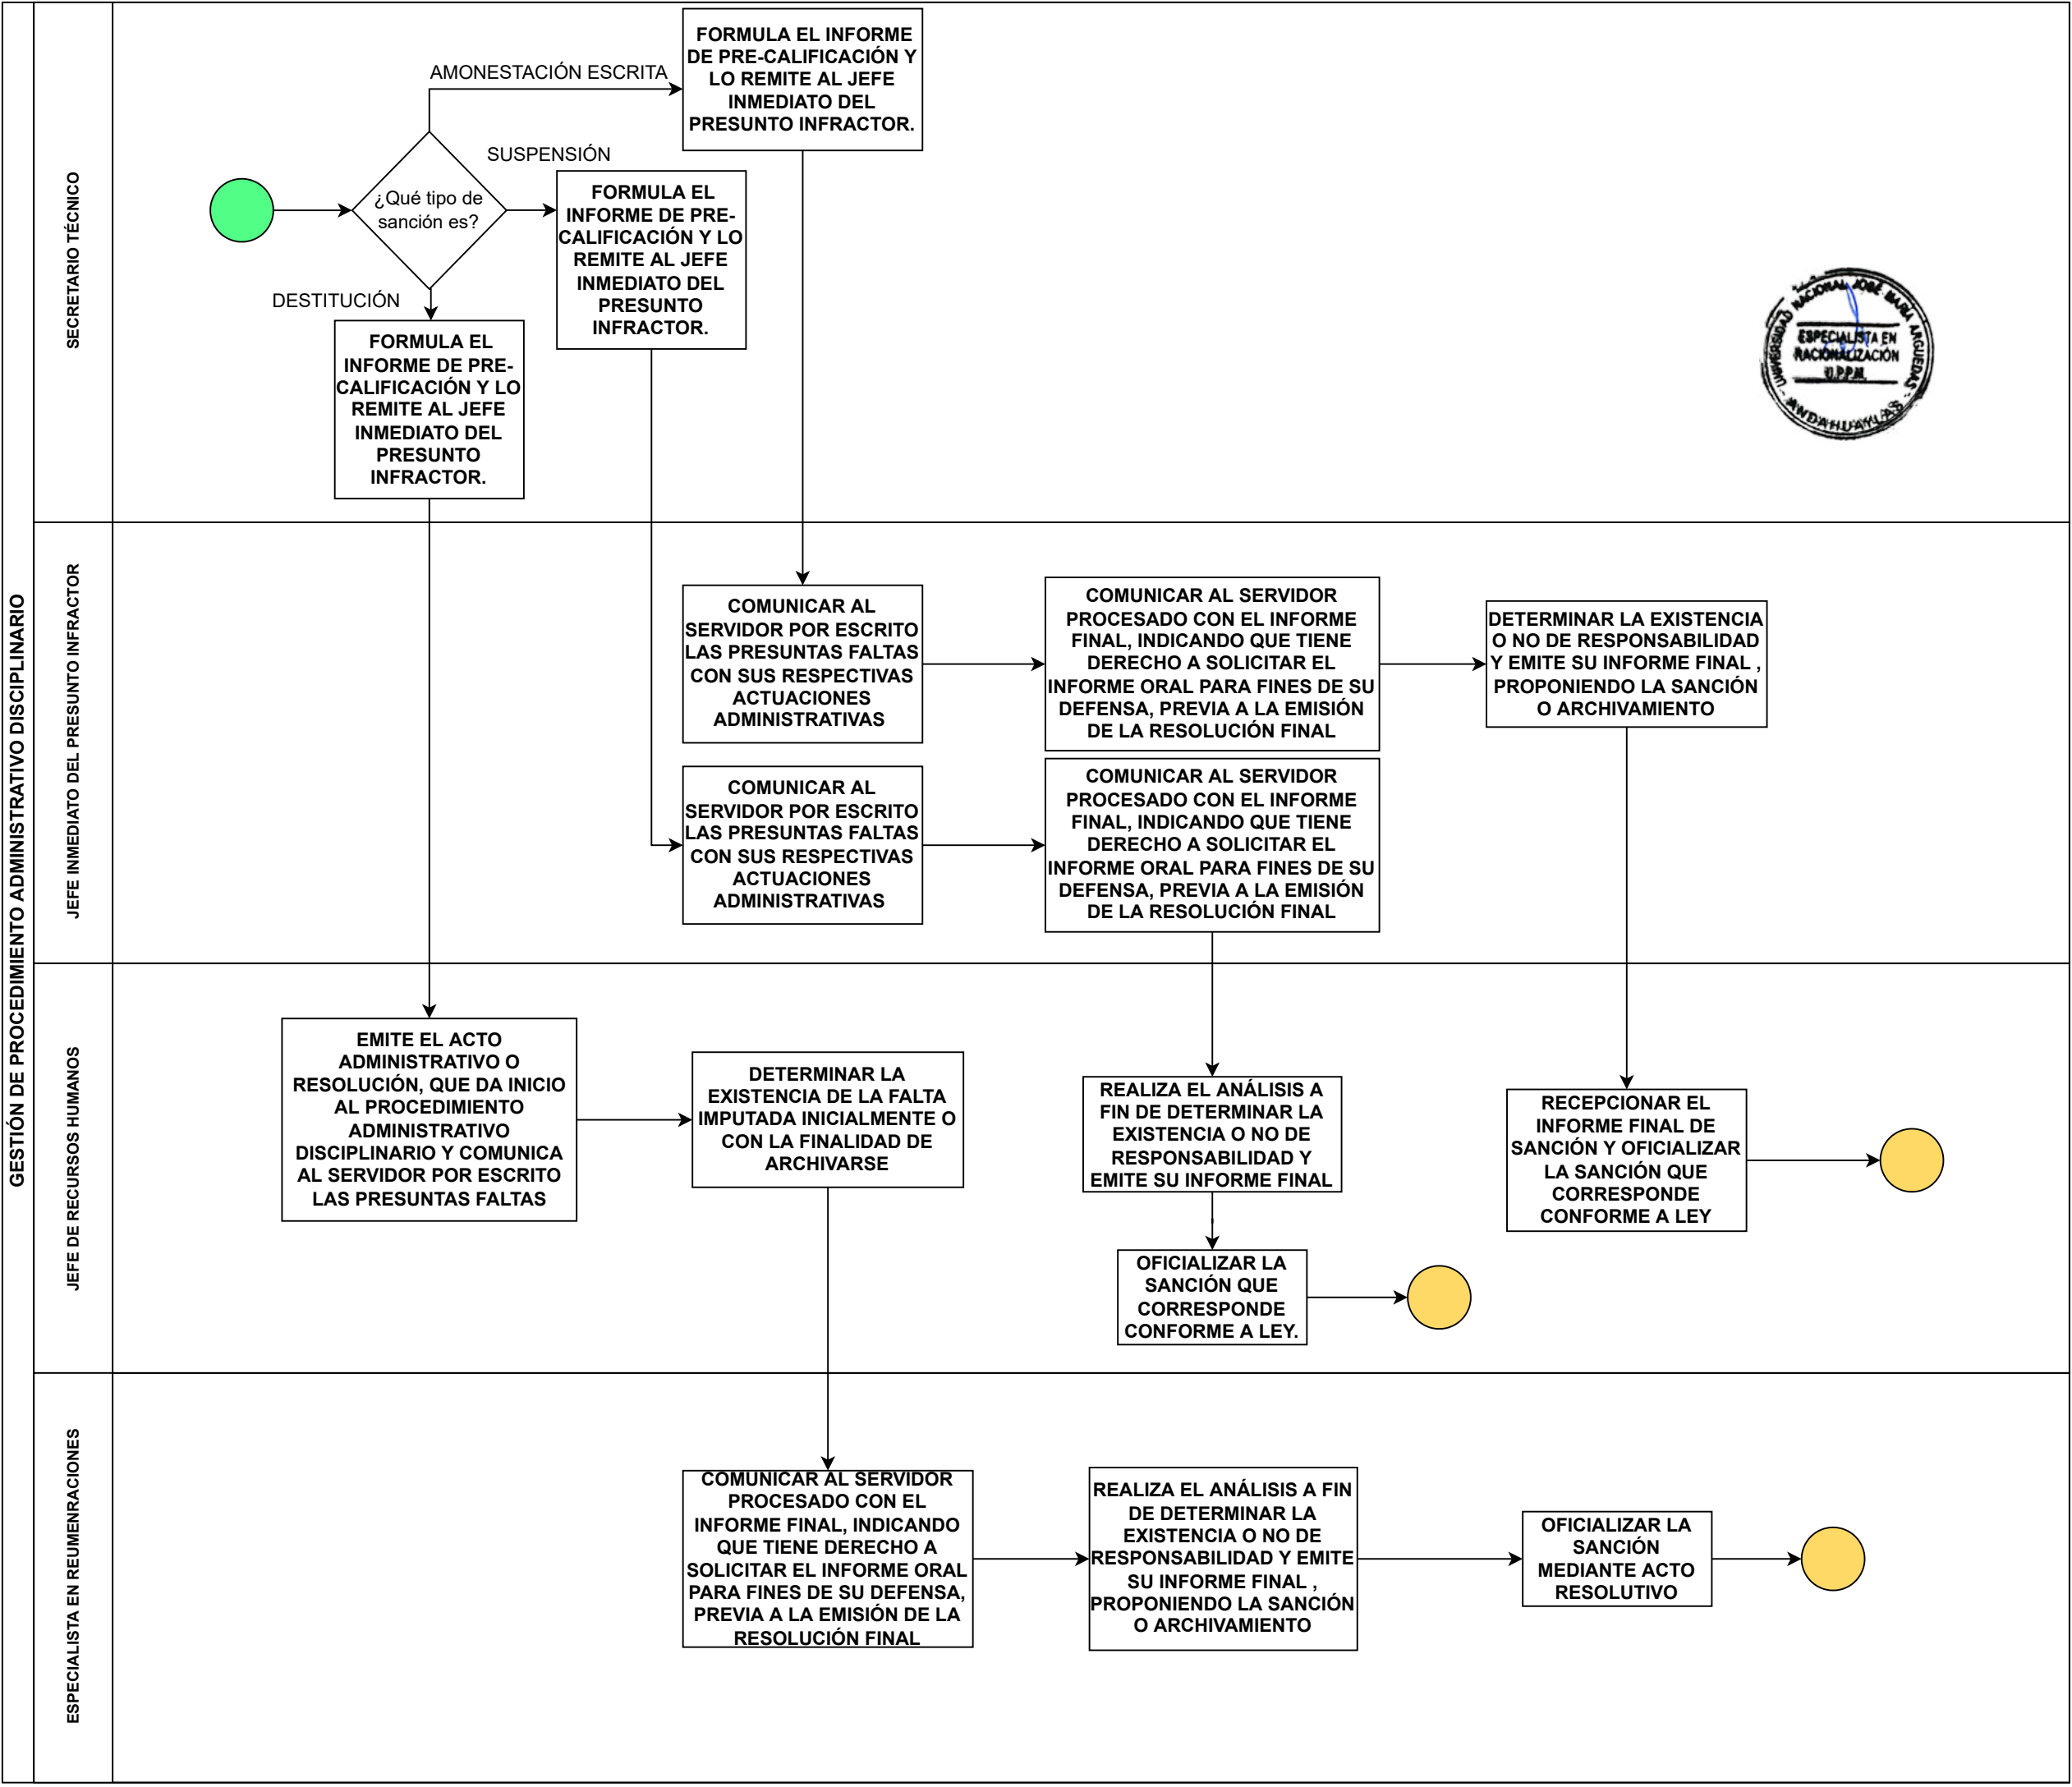 GESTIÓN DE PROCEDIMIENTO ADMINISTRATIVO DISCIPLINARIO
SECRETARIO TÉCNICO
¿Qué tipo de
sanción es?
AMONESTACIÓN ESCRITA
FORMULA EL INFORME
DE PRE-CALIFICACIÓN Y
LO REMITE AL JEFE
INMEDIATO DEL
PRESUNTO INFRACTOR.
SUSPENSIÓN
FORMULA EL
INFORME DE PRE-
CALIFICACIÓN Y LO
REMITE AL JEFE
INMEDIATO DEL
PRESUNTO
INFRACTOR.
DESTITUCIÓN
FORMULA EL
INFORME DE PRE-
CALIFICACIÓN Y LO
REMITE AL JEFE
INMEDIATO DEL
PRESUNTO
INFRACTOR.
UNIVERSIDAD NACIONAL JOSÉ MARÍA ARGUEDAS
ESPECIALISTA EN
RACIONALIZACIÓN
U.P.P.M.
- ANDAHUAYLAS -
JEFE INMEDIATO DEL PRESUNTO INFRACTOR
COMUNICAR AL
SERVIDOR POR ESCRITO
LAS PRESUNTAS FALTAS
CON SUS RESPECTIVAS
ACTUACIONES
ADMINISTRATIVAS
COMUNICAR AL SERVIDOR
PROCESADO CON EL INFORME
FINAL, INDICANDO QUE TIENE
DERECHO A SOLICITAR EL
INFORME ORAL PARA FINES DE SU
DEFENSA, PREVIA A LA EMISIÓN
DE LA RESOLUCIÓN FINAL
DETERMINAR LA EXISTENCIA
O NO DE RESPONSABILIDAD
Y EMITE SU INFORME FINAL ,
PROPONIENDO LA SANCIÓN
O ARCHIVAMIENTO
COMUNICAR AL
SERVIDOR POR ESCRITO
LAS PRESUNTAS FALTAS
CON SUS RESPECTIVAS
ACTUACIONES
ADMINISTRATIVAS
COMUNICAR AL SERVIDOR
PROCESADO CON EL INFORME
FINAL, INDICANDO QUE TIENE
DERECHO A SOLICITAR EL
INFORME ORAL PARA FINES DE SU
DEFENSA, PREVIA A LA EMISIÓN
DE LA RESOLUCIÓN FINAL
JEFE DE RECURSOS HUMANOS
EMITE EL ACTO
ADMINISTRATIVO O
RESOLUCIÓN, QUE DA INICIO
AL PROCEDIMIENTO
ADMINISTRATIVO
DISCIPLINARIO Y COMUNICA
AL SERVIDOR POR ESCRITO
LAS PRESUNTAS FALTAS
DETERMINAR LA
EXISTENCIA DE LA FALTA
IMPUTADA INICIALMENTE O
CON LA FINALIDAD DE
ARCHIVARSE
REALIZA EL ANÁLISIS A
FIN DE DETERMINAR LA
EXISTENCIA O NO DE
RESPONSABILIDAD Y
EMITE SU INFORME FINAL
OFICIALIZAR LA
SANCIÓN QUE
CORRESPONDE
CONFORME A LEY.
RECEPCIONAR EL
INFORME FINAL DE
SANCIÓN Y OFICIALIZAR
LA SANCIÓN QUE
CORRESPONDE
CONFORME A LEY
ESPECIALISTA EN REUMENRACIONES
COMUNICAR AL SERVIDOR
PROCESADO CON EL
INFORME FINAL, INDICANDO
QUE TIENE DERECHO A
SOLICITAR EL INFORME ORAL
PARA FINES DE SU DEFENSA,
PREVIA A LA EMISIÓN DE LA
RESOLUCIÓN FINAL
REALIZA EL ANÁLISIS A FIN
DE DETERMINAR LA
EXISTENCIA O NO DE
RESPONSABILIDAD Y EMITE
SU INFORME FINAL ,
PROPONIENDO LA SANCIÓN
O ARCHIVAMIENTO
OFICIALIZAR LA
SANCIÓN
MEDIANTE ACTO
RESOLUTIVO